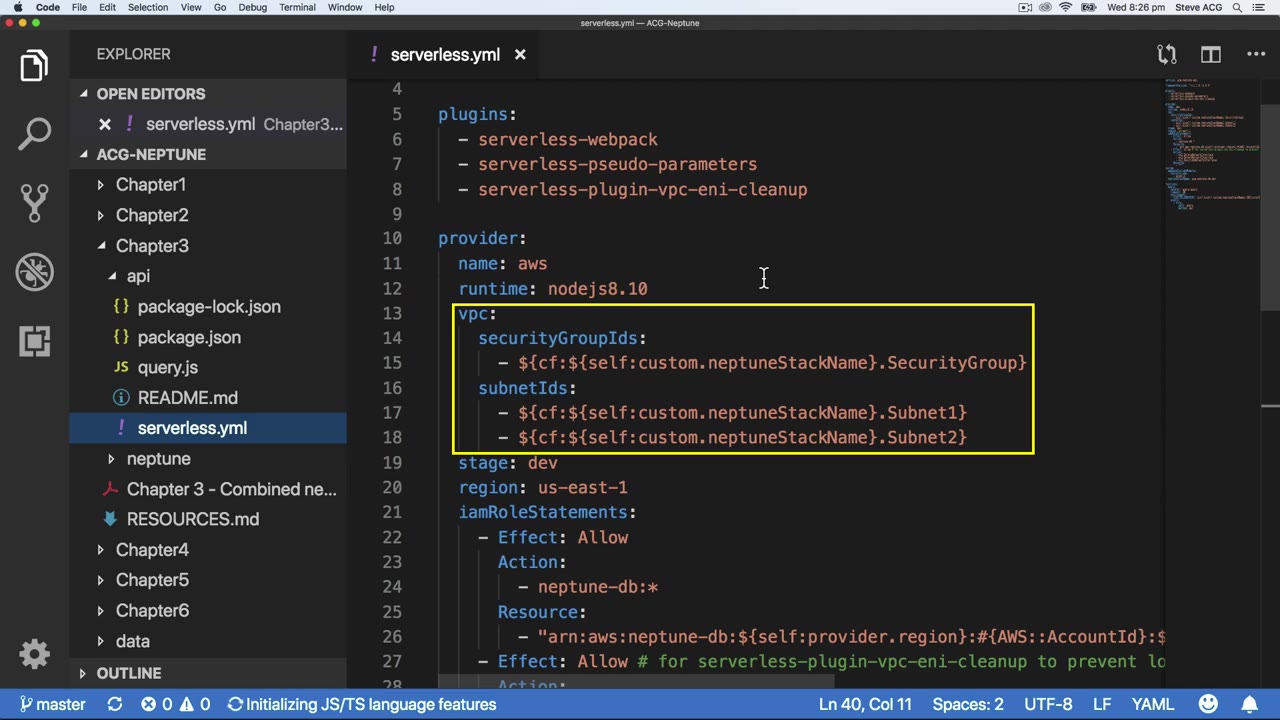 Code File Edit Selection View Go Debug Terminal Window Help Wed 8:26 pm Steve ACG
serverless.yml — ACG-Neptune
EXPLORER
OPEN EDITORS
serverless.yml Chapter3...
ACG-NEPTUNE
Chapter1
Chapter2
Chapter3
api
{} package-lock.json
{} package.json
JS query.js
README.md
! serverless.yml
neptune
Chapter 3 - Combined ne...
RESOURCES.md
Chapter4
Chapter5
Chapter6
data
OUTLINE
! serverless.yml
4
5 plugins:
6 - serverless-webpack
7 - serverless-pseudo-parameters
8 - serverless-plugin-vpc-eni-cleanup
9
10 provider:
11 name: aws
12 runtime: nodejs8.10
13 vpc:
14 securityGroupIds:
15 - ${cf:${self:custom.neptuneStackName}.SecurityGroup}
16 subnetIds:
17 - ${cf:${self:custom.neptuneStackName}.Subnet1}
18 - ${cf:${self:custom.neptuneStackName}.Subnet2}
19 stage: dev
20 region: us-east-1
21 iamRoleStatements:
22 - Effect: Allow
23 Action:
24 - neptune-db:*
25 Resource:
26 - "arn:aws:neptune-db:${self:provider.region}:#{AWS::AccountId}:$
27 - Effect: Allow # for serverless-plugin-vpc-eni-cleanup to prevent lo
28 Action:
master 0 0 Initializing JS/TS language features Ln 40, Col 11 Spaces: 2 UTF-8 LF YAML